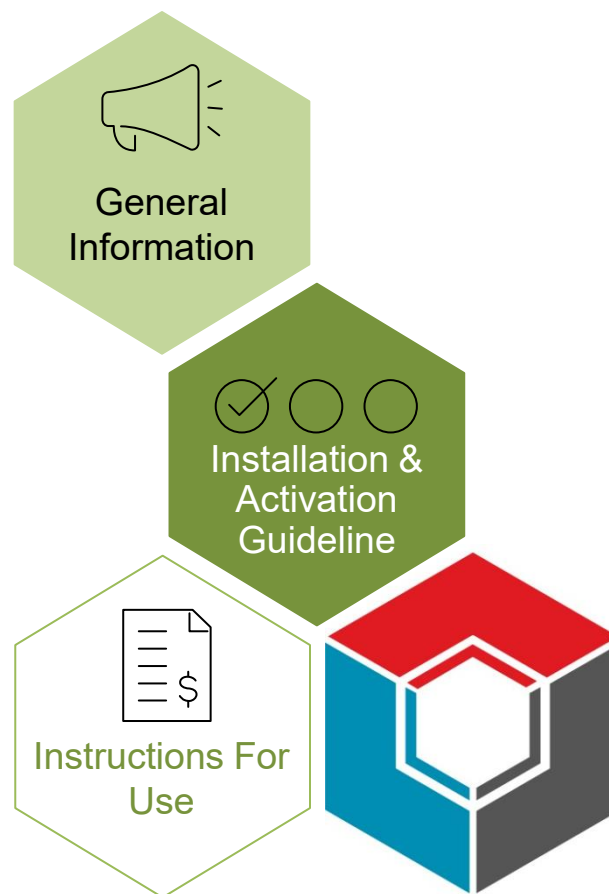 General
Information
Installation &
Activation
Guideline
$
Instructions For
Use